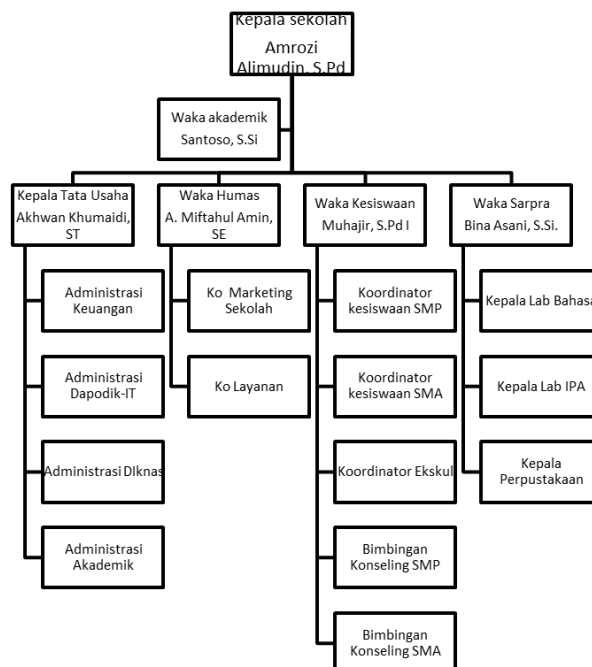 Kepala sekolah
Amrozi
Alimudin, S.Pd
Waka akademik
Santoso, S.Si
Kepala Tata Usaha
Akhwan Khumaidi,
ST
Waka Humas
A. Miftahul Amin,
SE
Waka Kesiswaan
Muhajir, S.Pd I
Waka Sarpra
Bina Asani, S.Si.
Administrasi
Keuangan
Administrasi
Dapodik-IT
Administrasi DIknas
Administrasi
Akademik
Ko Marketing
Sekolah
Ko Layanan
Koordinator
kesiswaan SMP
Koordinator
kesiswaan SMA
Koordinator Ekskul
Bimbingan
Konseling SMP
Bimbingan
Konseling SMA
Kepala Lab Bahasa
Kepala Lab IPA
Kepala
Perpustakaan